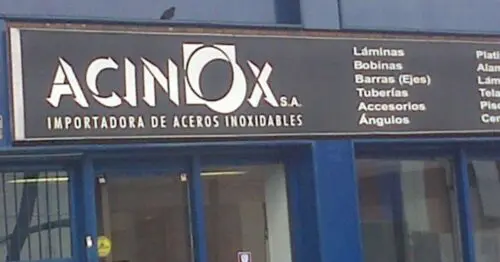 ACINOX S.A.
IMPORTADORA DE ACEROS INOXIDABLES
Láminas
Bobinas
Barras (Ejes)
Tuberías
Accesorios
Ángulos